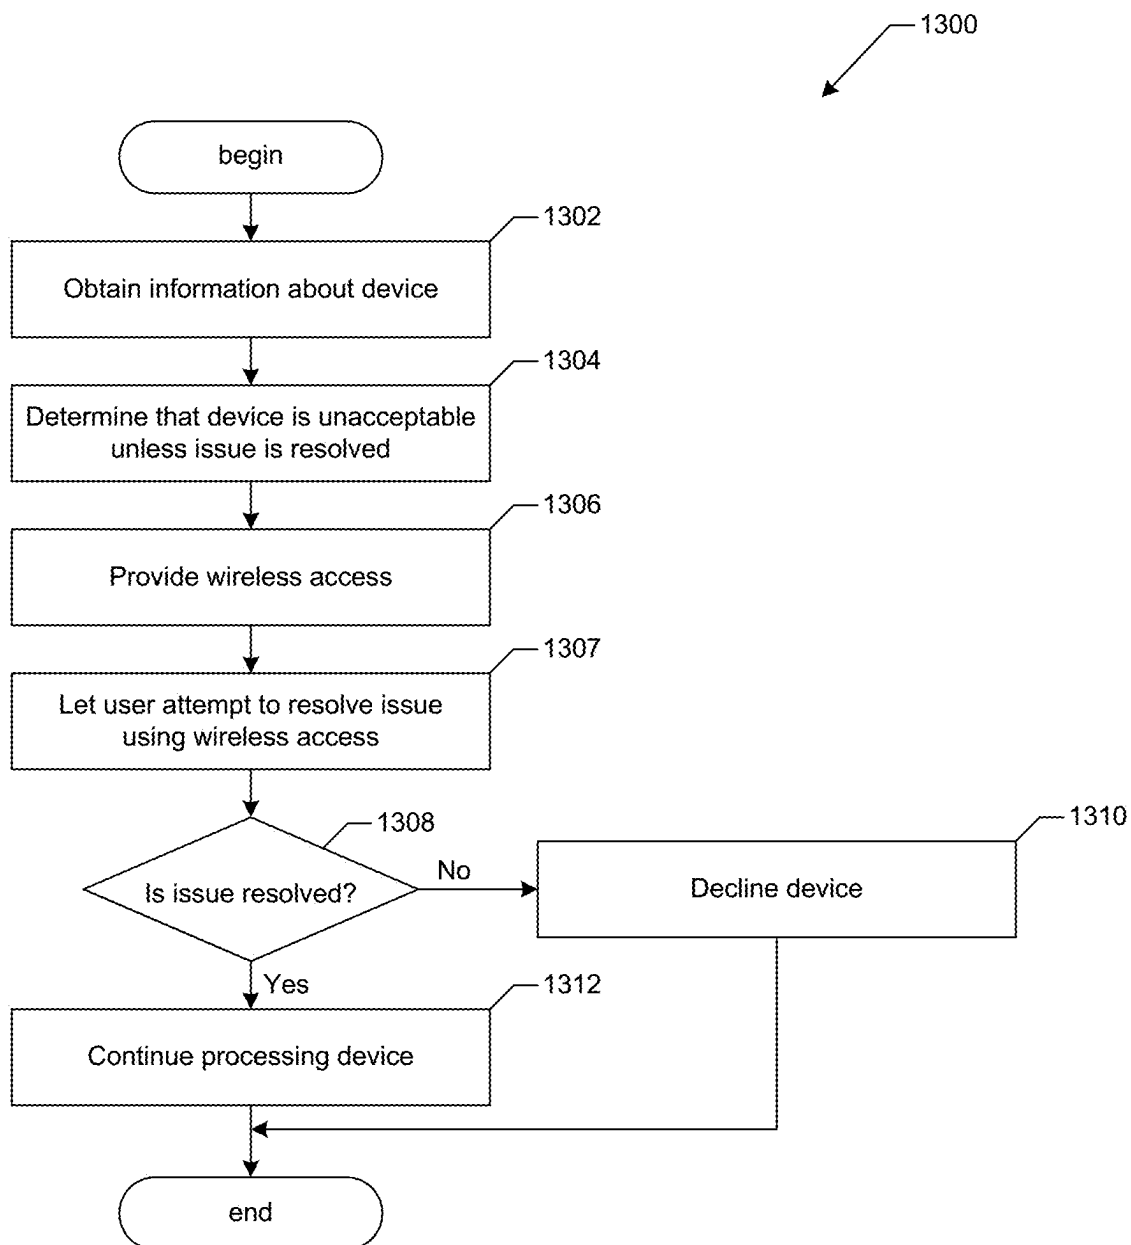 1300
begin
1302
Obtain information about device
1304
Determine that device is unacceptable
unless issue is resolved
1306
Provide wireless access
1307
Let user attempt to resolve issue
using wireless access
1308
Is issue resolved?
No
1310
Decline device
Yes
1312
Continue processing device
end